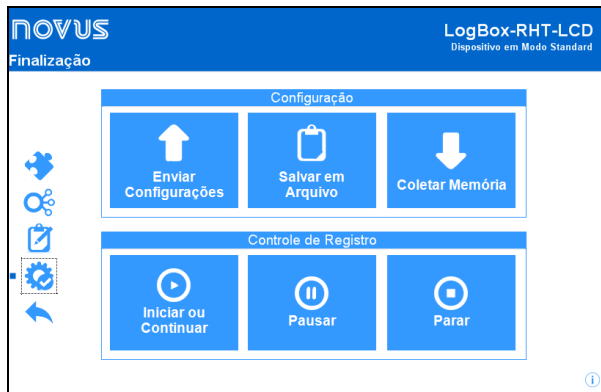 NOVUS
LogBox-RHT-LCD
Dispositivo em Modo Standard
Finalização
Configuração
Enviar
Configurações
Salvar em
Arquivo
Coletar Memória
Controle de Registro
Iniciar ou
Continuar
Pausar
Parar
i